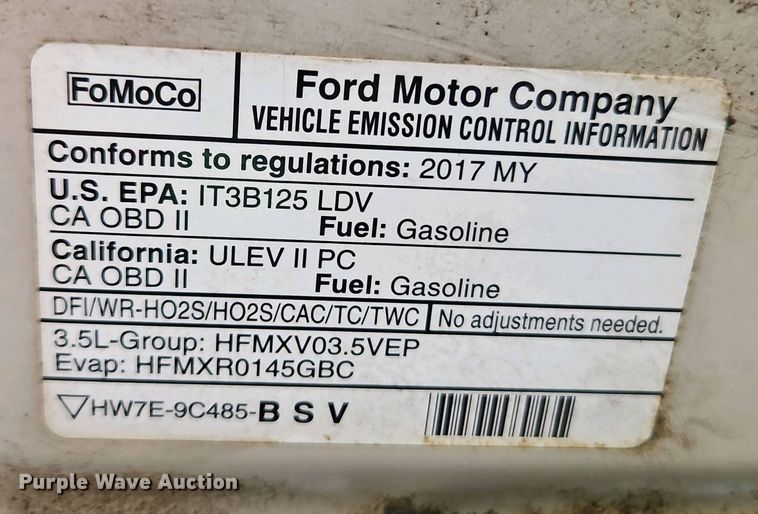 FoMoCo
Ford Motor Company
VEHICLE EMISSION CONTROL INFORMATION
Conforms to regulations: 2017 MY
U.S. EPA: IT3B125 LDV
CA OBD II Fuel: Gasoline
California: ULEV II PC
CA OBD II Fuel: Gasoline
DFI/WR-HO2S/HO2S/CAC/TC/TWC No adjustments needed.
3.5L-Group: HFMXV03.5VEP
Evap: HFMXR0145GBC
▽HW7E-9C485-B S V
Purple Wave Auction